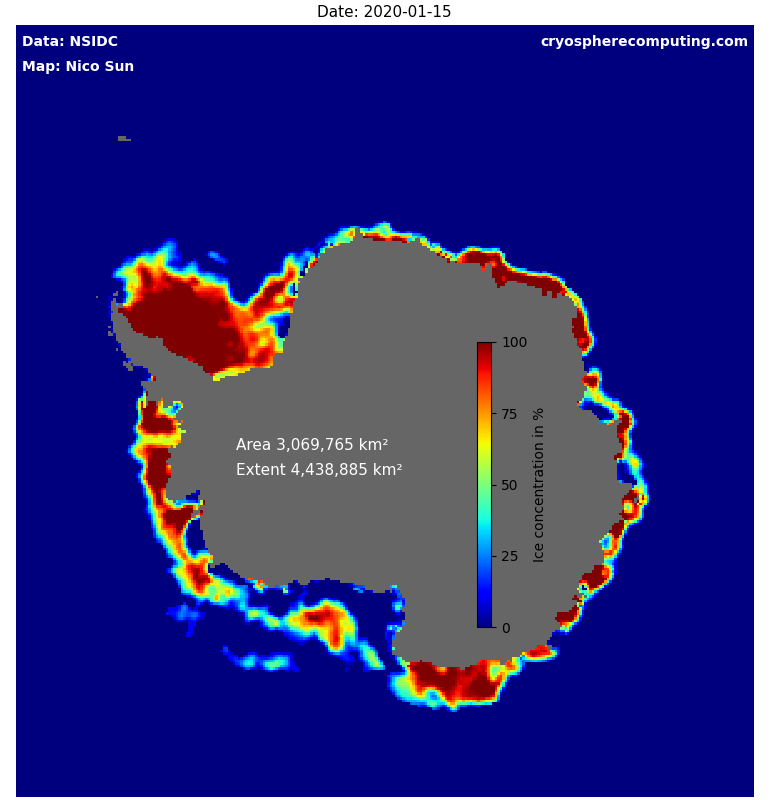 Date: 2020-01-15
Data: NSIDC
cryospherecomputing.com
Map: Nico Sun
100
75
50
25
0
Ice concentration in %
Area 3,069,765 km²
Extent 4,438,885 km²